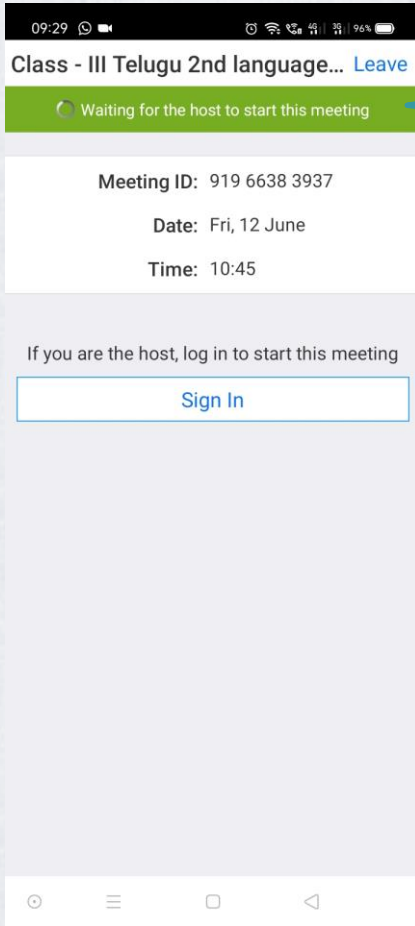 09:29 4G 3G 96%
Class - III Telugu 2nd language... Leave
Waiting for the host to start this meeting
Meeting ID: 919 6638 3937
Date: Fri, 12 June
Time: 10:45
If you are the host, log in to start this meeting
Sign In